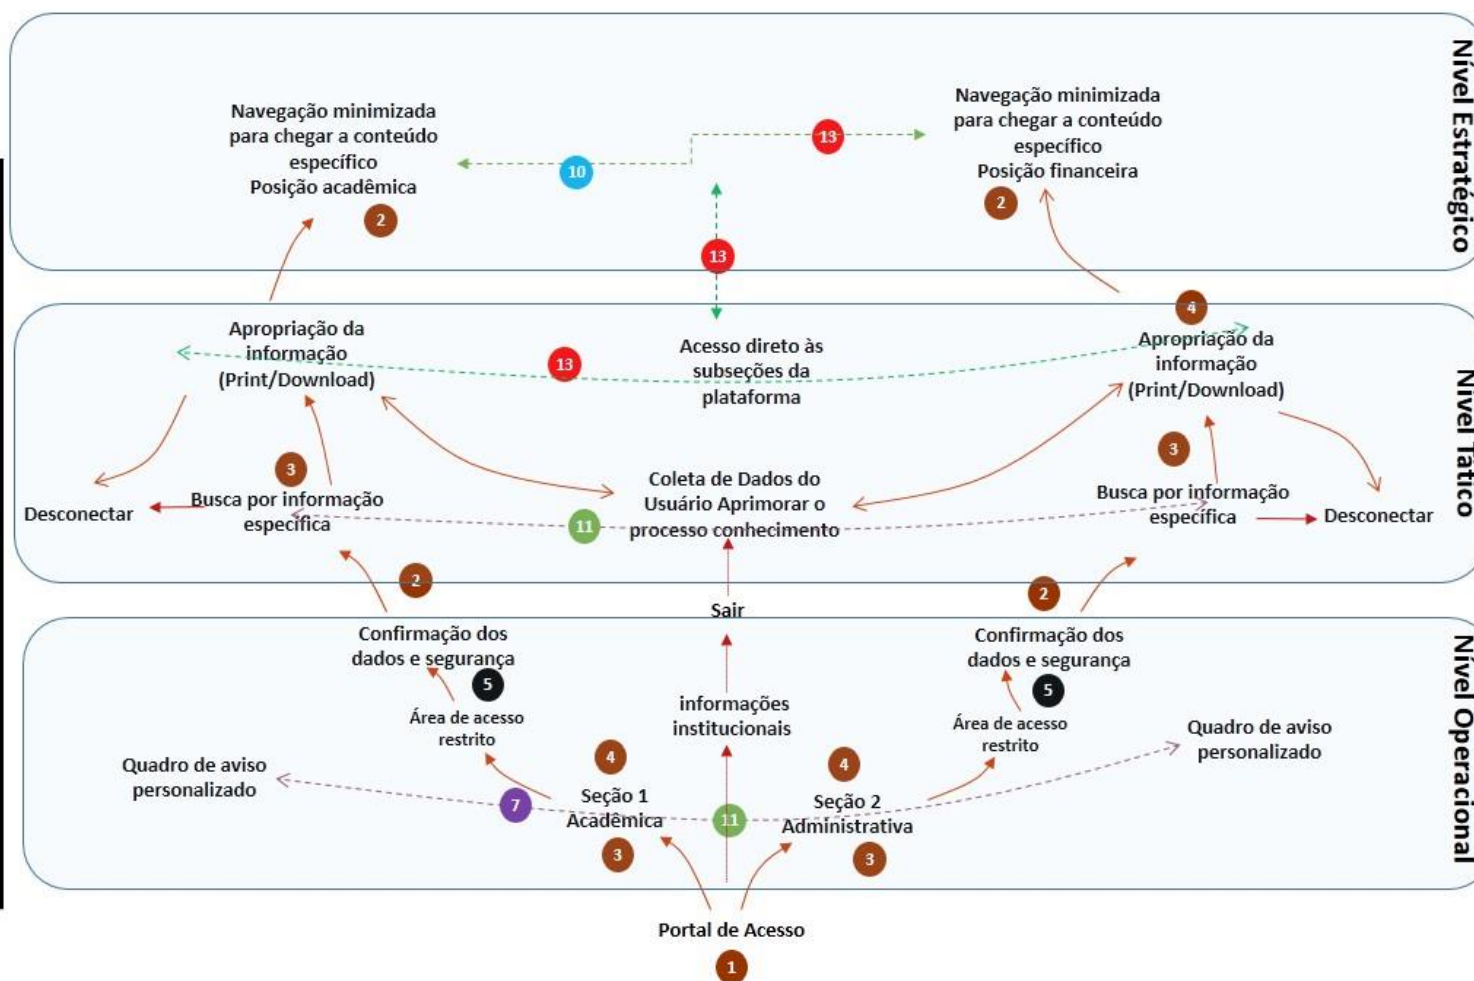 Nível Estratégico
Navegação minimizada
para chegar a conteúdo
específico
Posição acadêmica
2
10
13
Navegação minimizada
para chegar a conteúdo
específico
Posição financeira
2
13
Nível Tático
Apropriação da
informação
(Print/Download)
13
Acesso direto às
subseções da
plataforma
4
Apropriação da
informação
(Print/Download)
3
Busca por informação
específica
Desconectar
11
Coleta de Dados do
Usuário Aprimorar o
processo conhecimento
3
Busca por informação
específica
Desconectar
2
Sair
2
Nível Operacional
Confirmação dos
dados e segurança
5
Área de acesso
restrito
informações
institucionais
Confirmação dos
dados e segurança
5
Área de acesso
restrito
Quadro de aviso
personalizado
Quadro de aviso
personalizado
7
4
Seção 1
Acadêmica
3
11
4
Seção 2
Administrativa
3
Portal de Acesso
1